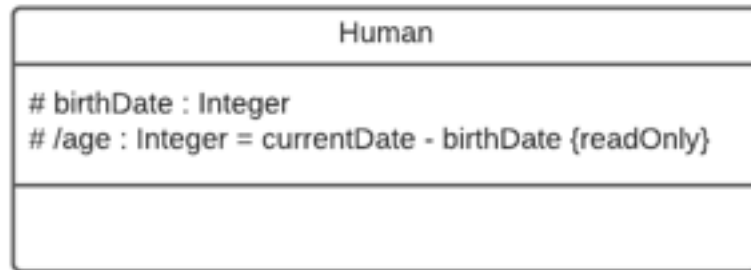 Human
# birthDate : Integer
# /age : Integer = currentDate - birthDate {readOnly}